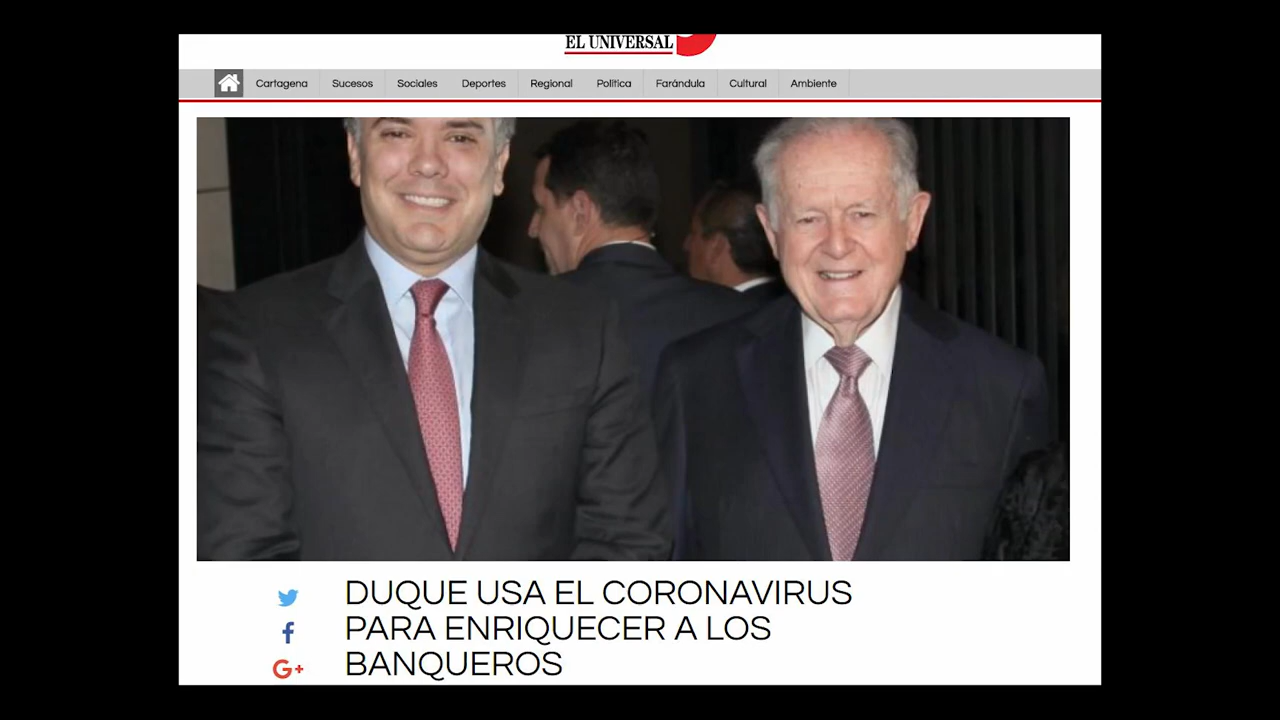 EL UNIVERSAL
Cartagena Sucesos Sociales Deportes Regional Política Farándula Cultural Ambiente
DUQUE USA EL CORONAVIRUS
PARA ENRIQUECER A LOS
BANQUEROS